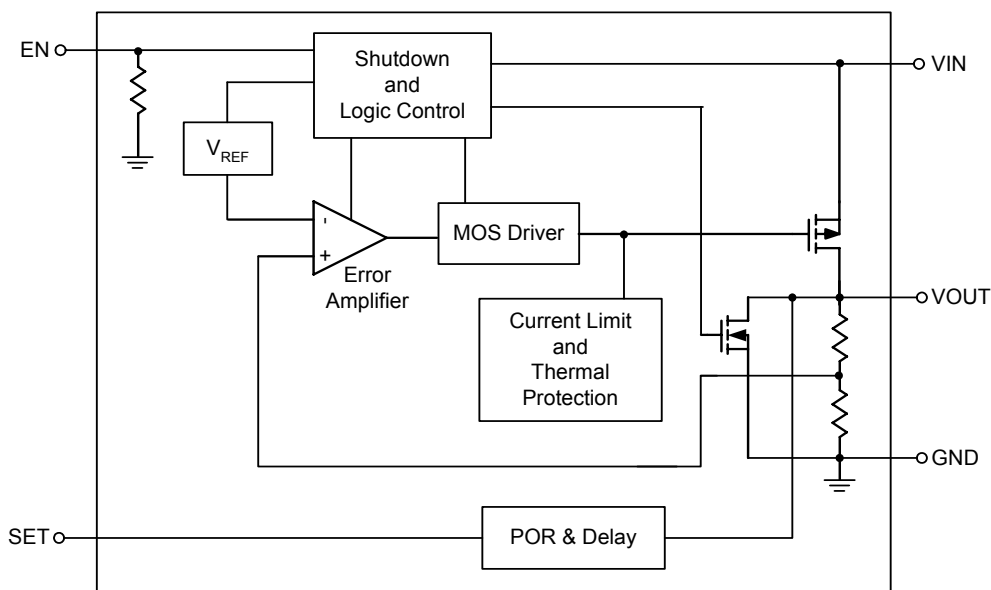 EN
Shutdown
and
Logic Control
VIN
V_REF
-
+
Error
Amplifier
MOS Driver
Current Limit
and
Thermal
Protection
VOUT
GND
SET
POR & Delay